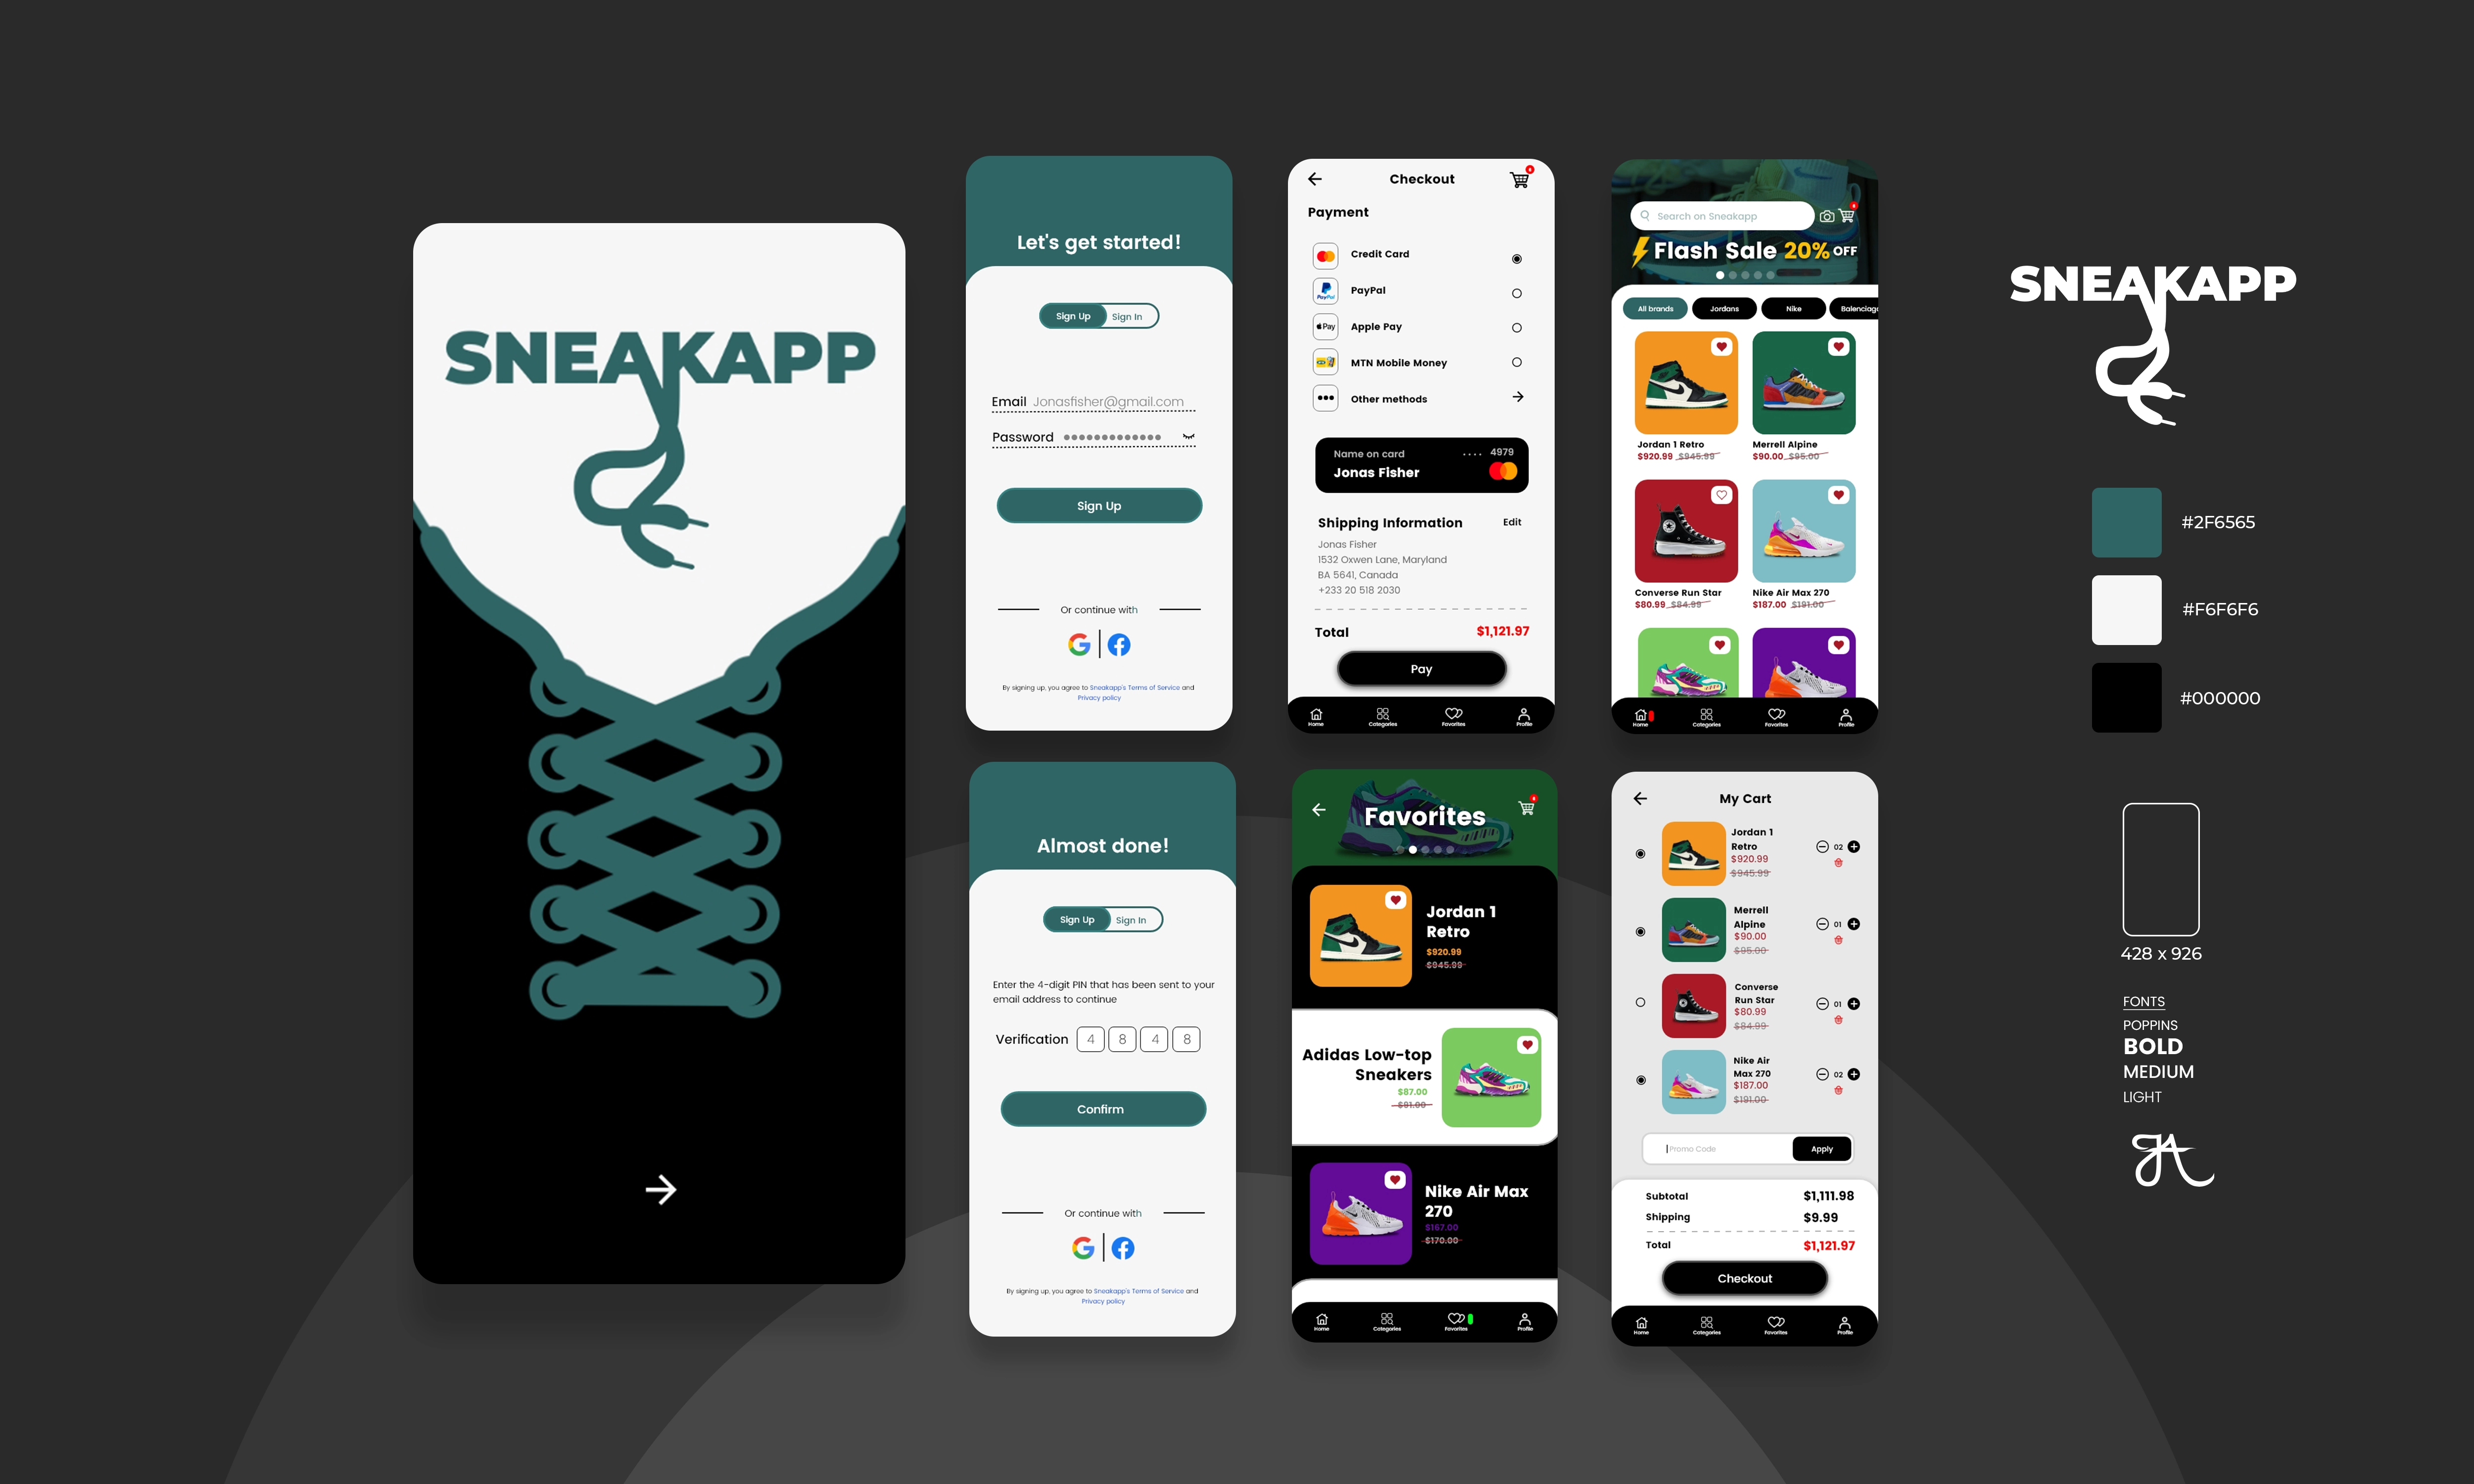 SNEAKAPP
Let's get started!
Sign Up Sign In
Email Jonasfisher@gmail.com
Password
Sign Up
Or continue with
By signing up, you agree to Sneakapp's Terms of Service and
Privacy policy
Almost done!
Sign Up Sign In
Enter the 4-digit PIN that has been sent to your
email address to continue
Verification 4 8 4 8
Confirm
Or continue with
By signing up, you agree to Sneakapp's Terms of Service and
Privacy policy
Checkout
Payment
Credit Card
PayPal
PayPal
Pay
Apple Pay
MTN Mobile Money
Other methods
Name on card .... 4979
Jonas Fisher
Shipping Information Edit
Jonas Fisher
1532 Oxwen Lane, Maryland
BA 5641, Canada
+233 20 518 2030
Total $1,121.97
Pay
Home Categories Favorites Profile
Favorites
Jordan 1
Retro
$920.99
$945.99
Adidas Low-top
Sneakers
$87.00
$91.00
Nike Air Max
270
$167.00
$170.00
Home Categories Favorites Profile
Search on Sneakapp
Flash Sale 20% OFF
All brands Jordans Nike Balenciaga
Jordan 1 Retro
$920.99 $945.99
Merrell Alpine
$90.00 $95.00
Converse Run Star
$80.99 $84.99
Nike Air Max 270
$187.00 $191.00
Home Categories Favorites Profile
My Cart
Jordan 1
Retro
$920.99
$945.99
02
Merrell
Alpine
$90.00
$95.00
01
Converse
Run Star
$80.99
$84.99
01
Nike Air
Max 270
$187.00
$191.00
02
Promo Code Apply
Subtotal $1,111.98
Shipping $9.99
Total $1,121.97
Checkout
Home Categories Favorites Profile
SNEAKAPP
#2F6565
#F6F6F6
#000000
428 x 926
FONTS
POPPINS
BOLD
MEDIUM
LIGHT